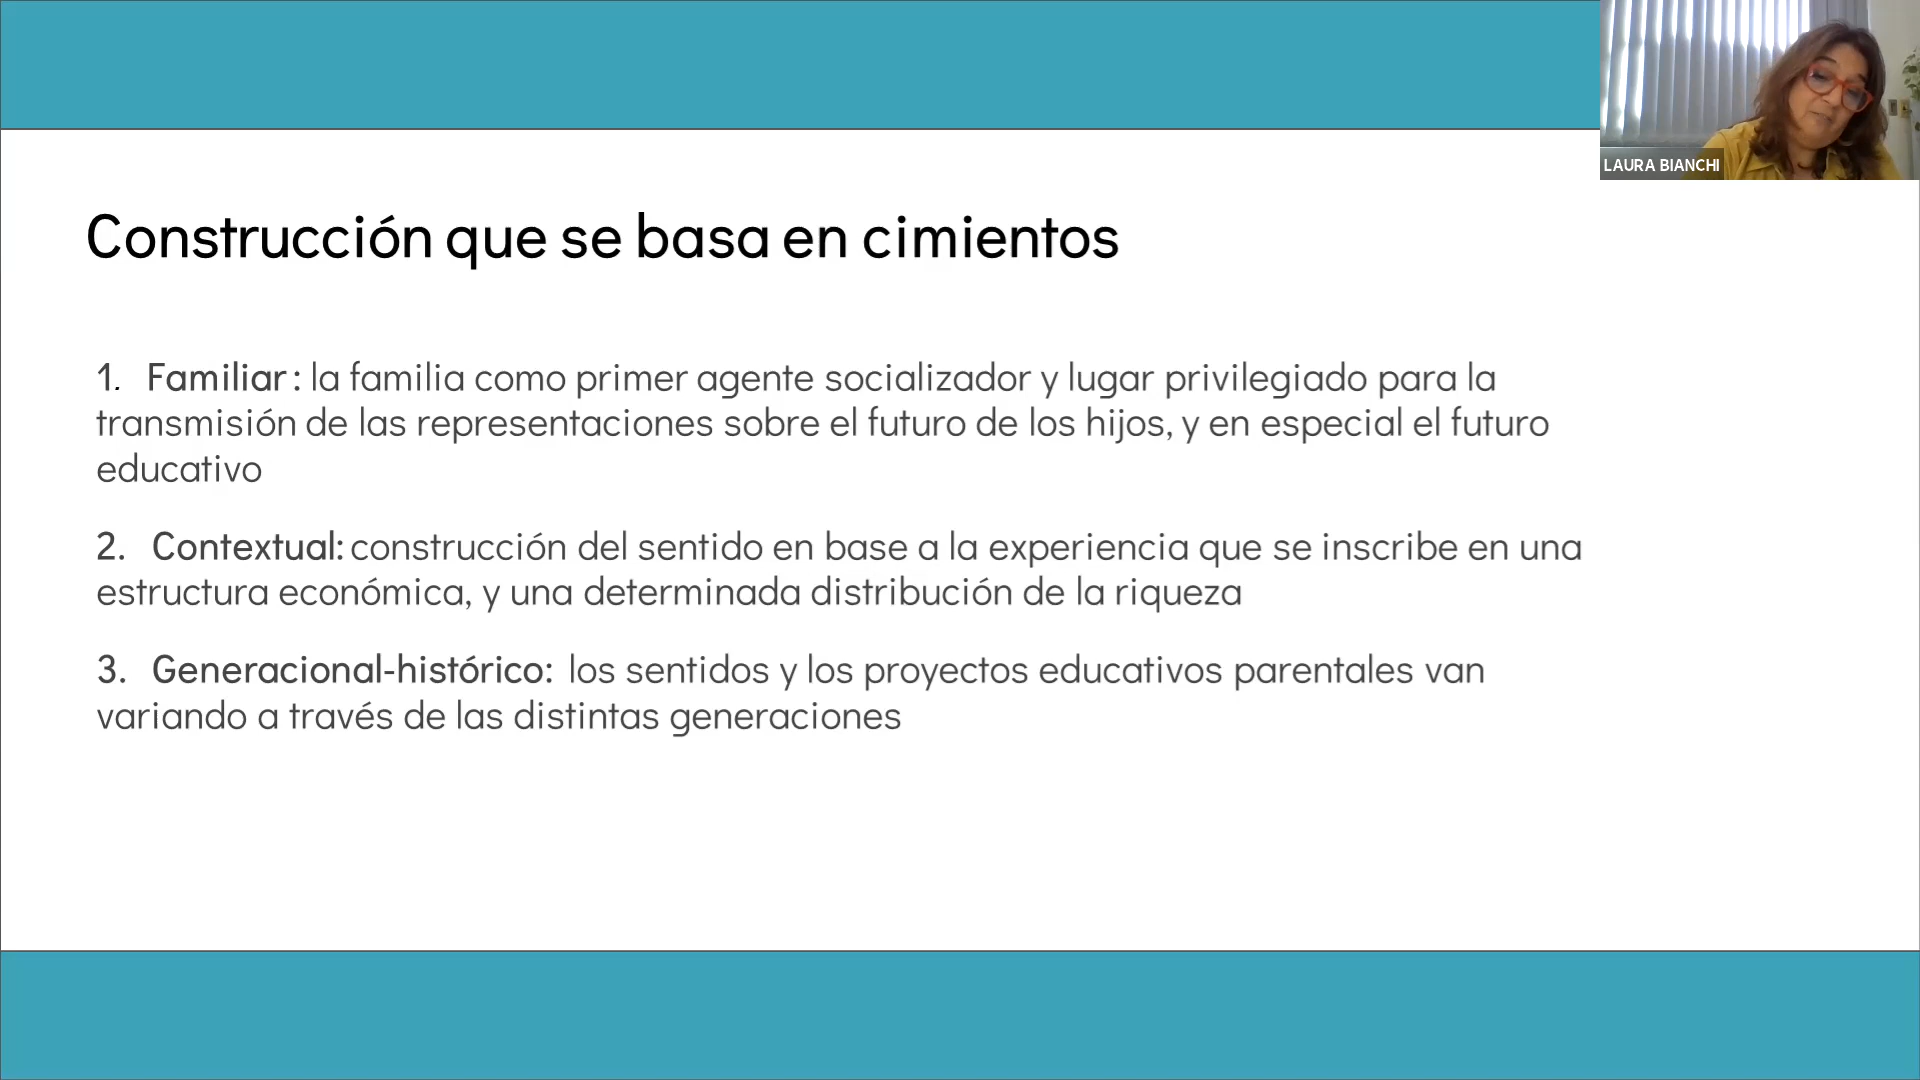 LAURA BIANCHI
Construcción que se basa en cimientos
1. Familiar: la familia como primer agente socializador y lugar privilegiado para la
transmisión de las representaciones sobre el futuro de los hijos, y en especial el futuro
educativo
2. Contextual: construcción del sentido en base a la experiencia que se inscribe en una
estructura económica, y una determinada distribución de la riqueza
3. Generacional-histórico: los sentidos y los proyectos educativos parentales van
variando a través de las distintas generaciones